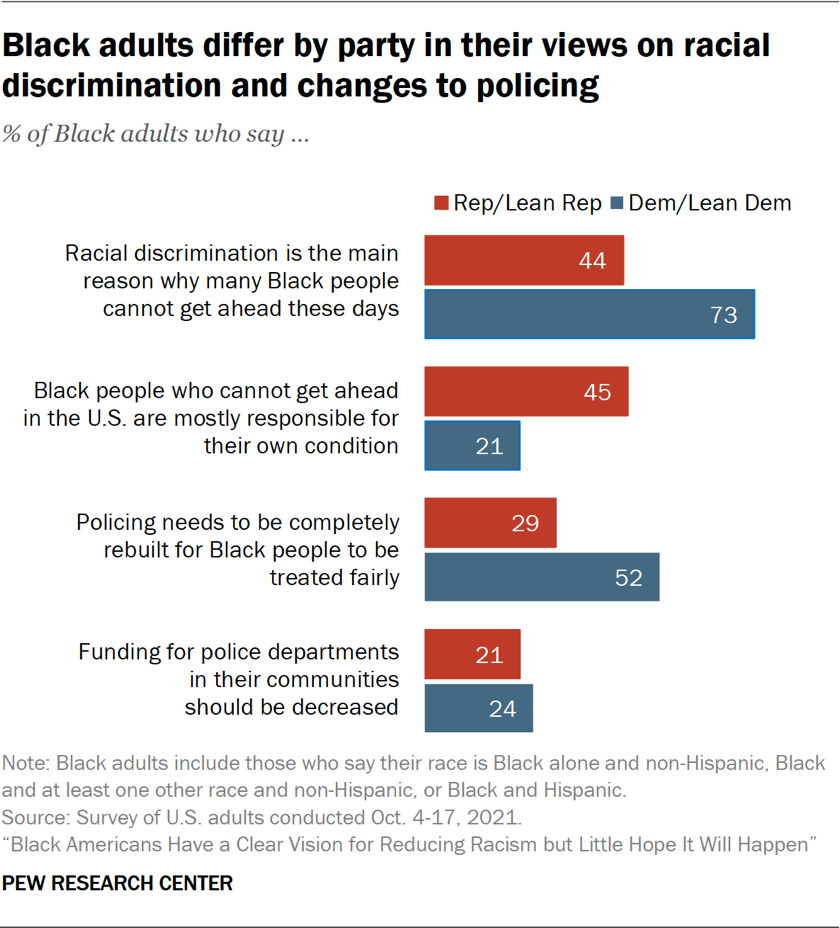 Black adults differ by party in their views on racial
discrimination and changes to policing
% of Black adults who say ...
Rep/Lean Rep Dem/Lean Dem
Racial discrimination is the main
reason why many Black people
cannot get ahead these days
44
73
Black people who cannot get ahead
in the U.S. are mostly responsible for
their own condition
45
21
Policing needs to be completely
rebuilt for Black people to be
treated fairly
29
52
Funding for police departments
in their communities
should be decreased
21
24
Note: Black adults include those who say their race is Black alone and non-Hispanic, Black
and at least one other race and non-Hispanic, or Black and Hispanic.
Source: Survey of U.S. adults conducted Oct. 4-17, 2021.
“Black Americans Have a Clear Vision for Reducing Racism but Little Hope It Will Happen”
PEW RESEARCH CENTER